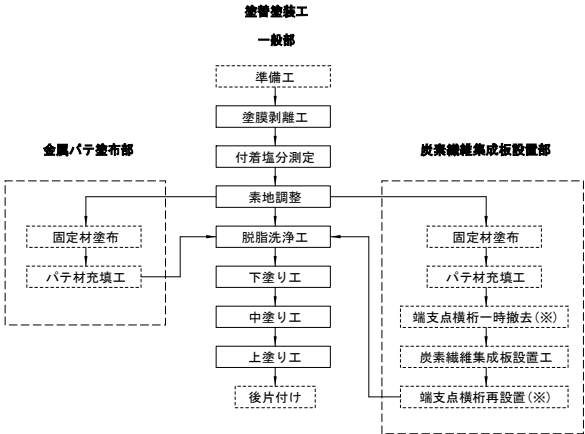 塗替塗装工
一般部
準備工
塗膜剥離工
金属パテ塗布部
付着塩分測定
炭素繊維集成板設置部
素地調整
固定材塗布
脱脂洗浄工
固定材塗布
パテ材充填工
下塗り工
パテ材充填工
中塗り工
端支点横桁一時撤去(※)
上塗り工
炭素繊維集成板設置工
後片付け
端支点横桁再設置(※)